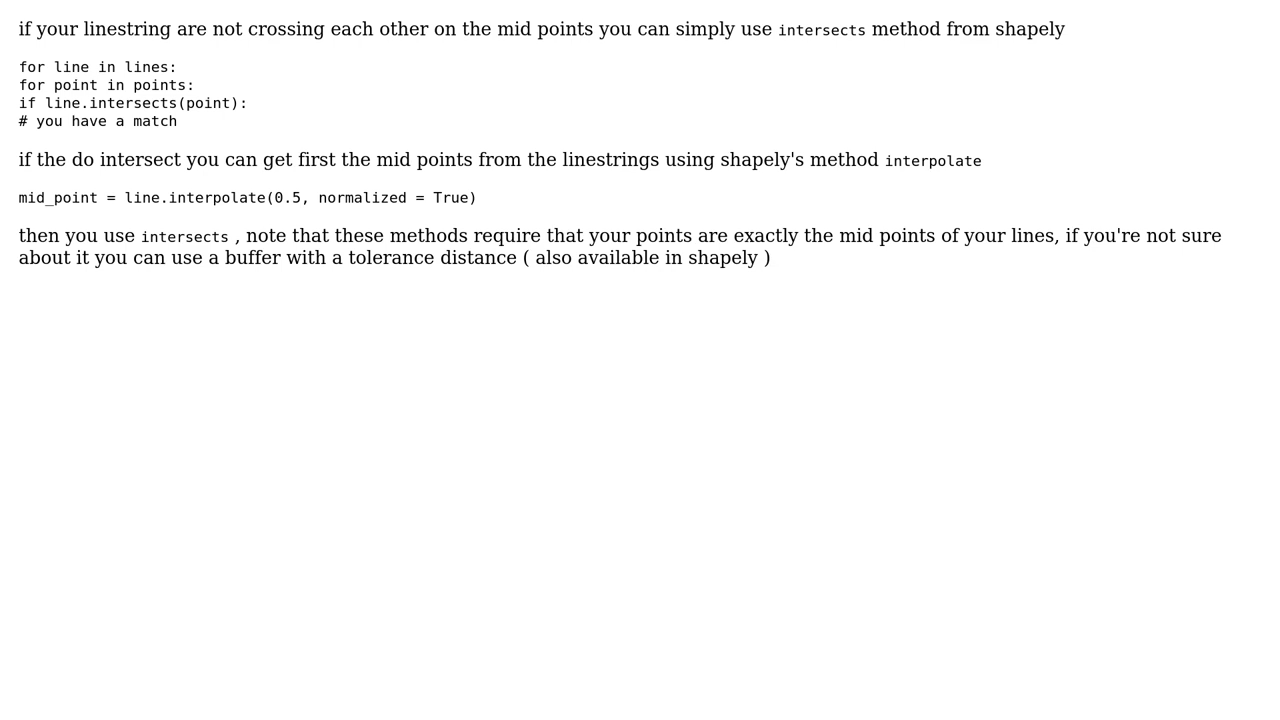 if your linestring are not crossing each other on the mid points you can simply use intersects method from shapely
for line in lines:
for point in points:
if line.intersects(point):
# you have a match
if the do intersect you can get first the mid points from the linestrings using shapely's method interpolate
mid_point = line.interpolate(0.5, normalized = True)
then you use intersects , note that these methods require that your points are exactly the mid points of your lines, if you're not sure
about it you can use a buffer with a tolerance distance ( also available in shapely )